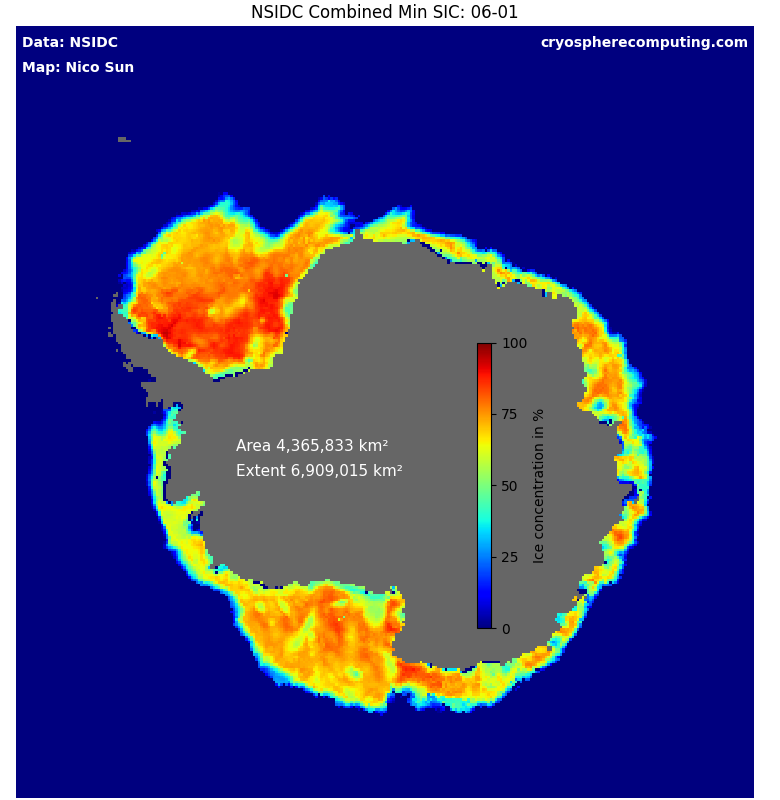 NSIDC Combined Min SIC: 06-01
Data: NSIDC
cryospherecomputing.com
Map: Nico Sun
100
75
50
25
0
Ice concentration in %
Area 4,365,833 km²
Extent 6,909,015 km²